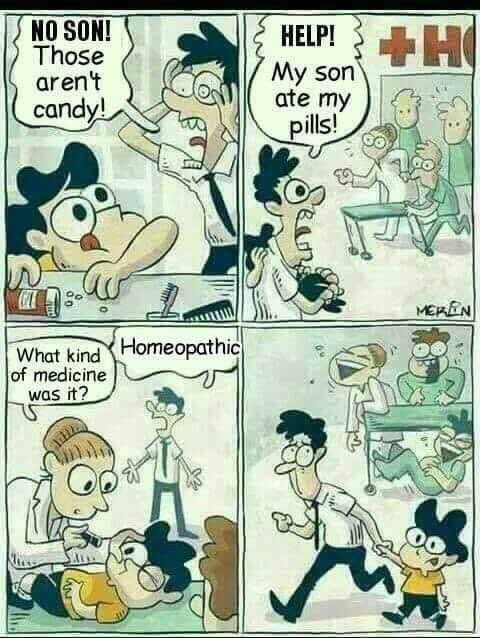 NO SON!
Those
aren't
candy!
HELP!
My son
ate my
pills!
+ HO
MERLIN
What kind
of medicine
was it?
Homeopathic